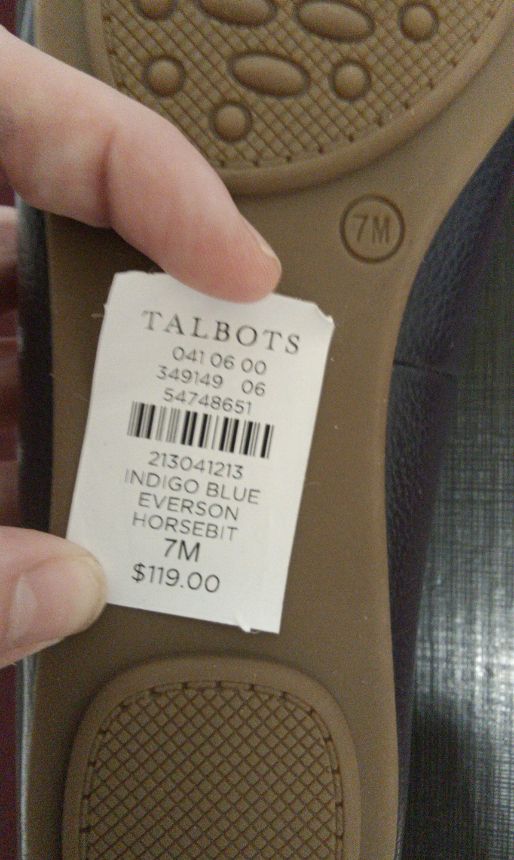 7M
TALBOTS
041 06 00
349149 06
54748651
213041213
INDIGO BLUE
EVERSON
HORSEBIT
7M
$119.00